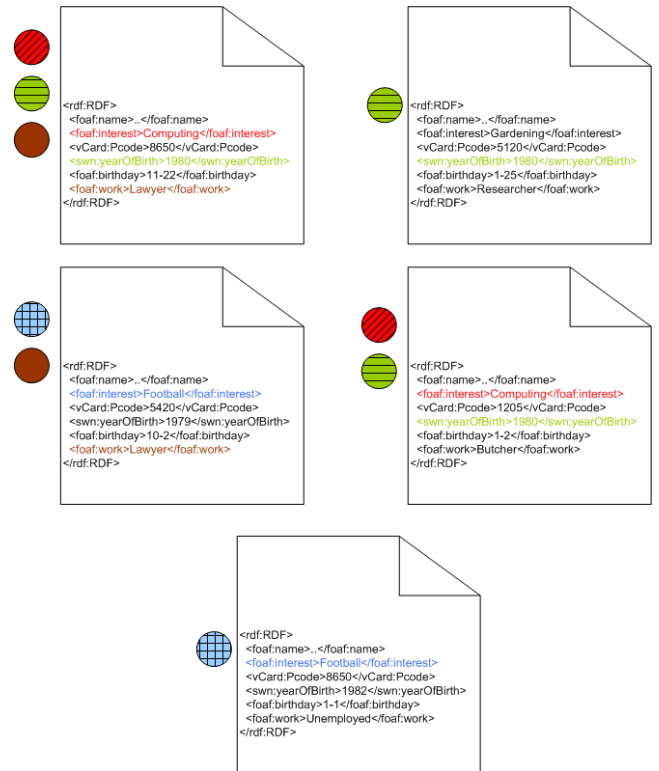 <rdf:RDF>
<foaf:name>..</foaf:name>
<foaf:interest>Computing</foaf:interest>
<vCard:Pcode>8650</vCard:Pcode>
<swn:yearOfBirth>1980</swn:yearOfBirth>
<foaf:birthday>11-22</foaf:birthday>
<foaf:work>Lawyer</foaf:work>
</rdf:RDF>
<rdf:RDF>
<foaf:name>..</foaf:name>
<foaf:interest>Gardening</foaf:interest>
<vCard:Pcode>5120</vCard:Pcode>
<swn:yearOfBirth>1980</swn:yearOfBirth>
<foaf:birthday>1-25</foaf:birthday>
<foaf:work>Researcher</foaf:work>
</rdf:RDF>
<rdf:RDF>
<foaf:name>..</foaf:name>
<foaf:interest>Football</foaf:interest>
<vCard:Pcode>5420</vCard:Pcode>
<swn:yearOfBirth>1979</swn:yearOfBirth>
<foaf:birthday>10-2</foaf:birthday>
<foaf:work>Lawyer</foaf:work>
</rdf:RDF>
<rdf:RDF>
<foaf:name>..</foaf:name>
<foaf:interest>Computing</foaf:interest>
<vCard:Pcode>1205</vCard:Pcode>
<swn:yearOfBirth>1980</swn:yearOfBirth>
<foaf:birthday>1-2</foaf:birthday>
<foaf:work>Butcher</foaf:work>
</rdf:RDF>
<rdf:RDF>
<foaf:name>..</foaf:name>
<foaf:interest>Football</foaf:interest>
<vCard:Pcode>8650</vCard:Pcode>
<swn:yearOfBirth>1982</swn:yearOfBirth>
<foaf:birthday>1-1</foaf:birthday>
<foaf:work>Unemployed</foaf:work>
</rdf:RDF>